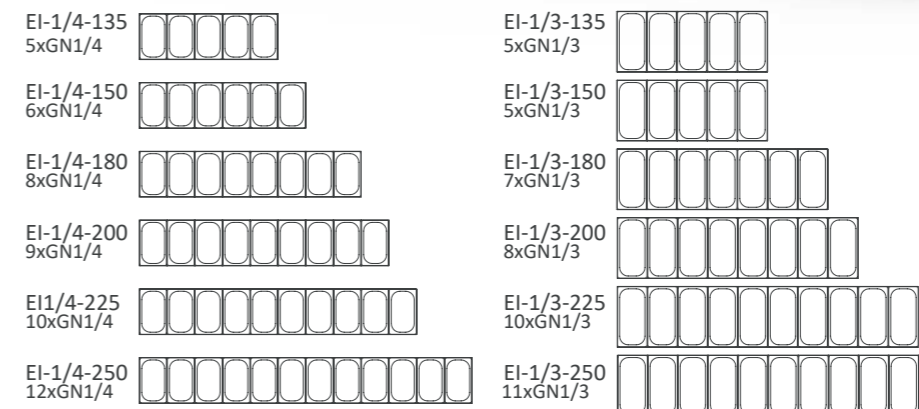 EI-1/4-135
5xGN1/4
EI-1/4-150
6xGN1/4
EI-1/4-180
8xGN1/4
EI-1/4-200
9xGN1/4
EI1/4-225
10xGN1/4
EI-1/4-250
12xGN1/4
EI-1/3-135
5xGN1/3
EI-1/3-150
5xGN1/3
EI-1/3-180
7xGN1/3
EI-1/3-200
8xGN1/3
EI-1/3-225
10xGN1/3
EI-1/3-250
11xGN1/3